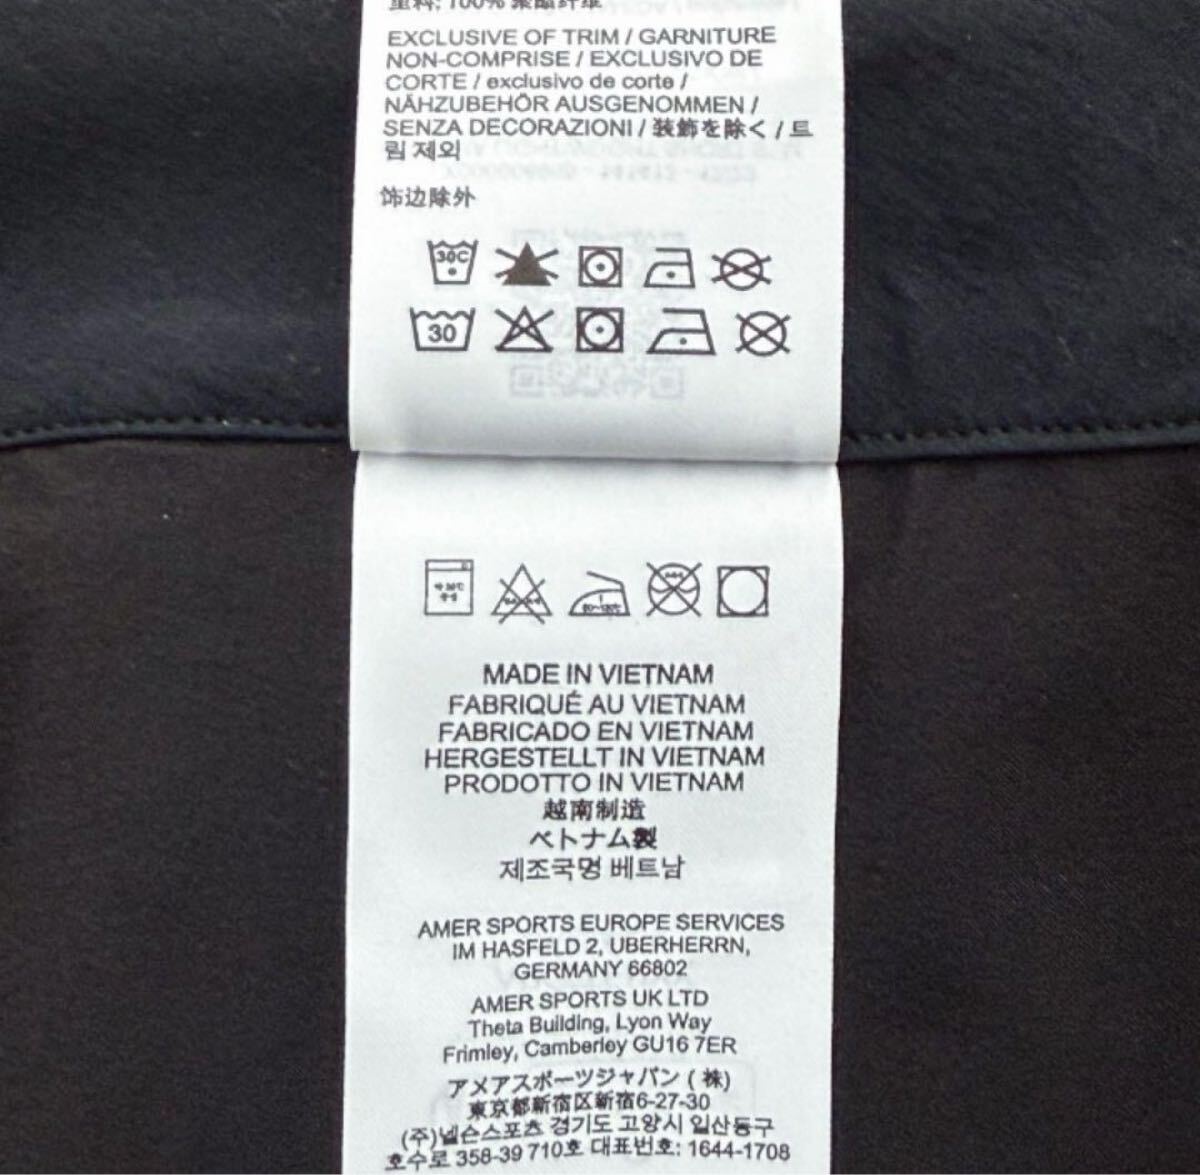 100% 聚酯纤维
EXCLUSIVE OF TRIM / GARNITURE
NON-COMPRISE / EXCLUSIVO DE
CORTE / exclusivo de corte /
NÄHZUBEHÖR AUSGENOMMEN /
SENZA DECORAZIONI / 装飾を除く / 트
림 제외
饰边除外
30C
30
MADE IN VIETNAM
FABRIQUÉ AU VIETNAM
FABRICADO EN VIETNAM
HERGESTELLT IN VIETNAM
PRODOTTO IN VIETNAM
越南制造
ベトナム製
제조국명 베트남
AMER SPORTS EUROPE SERVICES
IM HASFELD 2, UBERHERRN,
GERMANY 66802
AMER SPORTS UK LTD
Theta Building, Lyon Way
Frimley, Camberley GU16 7ER
アメアスポーツジャパン (株)
東京都新宿区新宿6-27-30
(주)넬슨스포츠 경기도 고양시 일산동구
호수로 358-39 710호 대표번호: 1644-1708